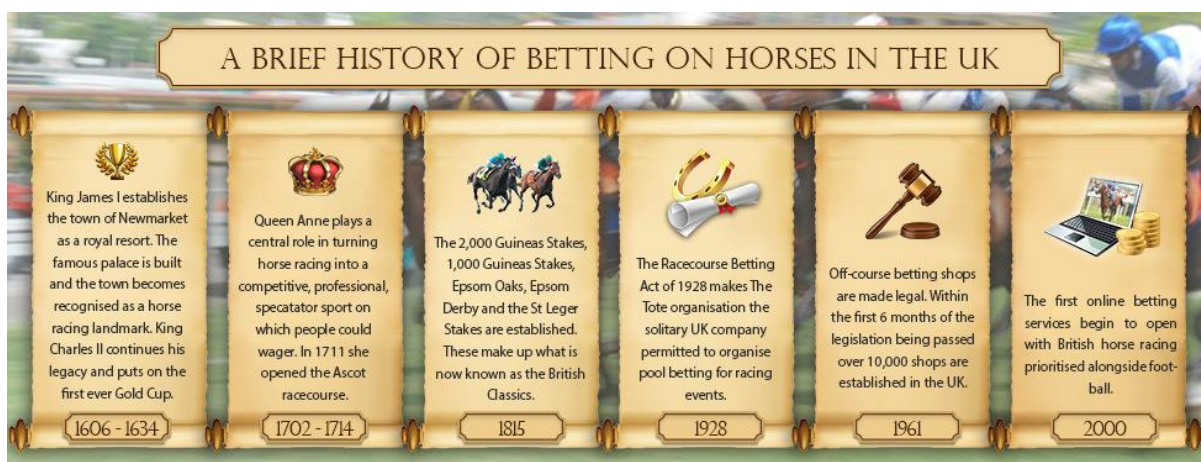 A BRIEF HISTORY OF BETTING ON HORSES IN THE UK
King James I establishes
the town of Newmarket
as a royal resort. The
famous palace is built
and the town becomes
recognised as a horse
racing landmark. King
Charles II continues his
legacy and puts on the
first ever Gold Cup.
1606 - 1634
Queen Anne plays a
central role in turning
horse racing into a
competitive, professional,
specatator sport on
which people could
wager. In 1711 she
opened the Ascot
racecourse.
1702 - 1714
The 2,000 Guineas Stakes,
1,000 Guineas Stakes,
Epsom Oaks, Epsom
Derby and the St Leger
Stakes are established.
These make up what is
now known as the British
Classics.
1815
The Racecourse Betting
Act of 1928 makes The
Tote organisation the
solitary UK company
permitted to organise
pool betting for racing
events.
1928
Off-course betting shops
are made legal. Within
the first 6 months of the
legislation being passed
over 10,000 shops are
established in the UK.
1961
The first online betting
services begin to open
with British horse racing
prioritised alongside foot-
ball.
2000